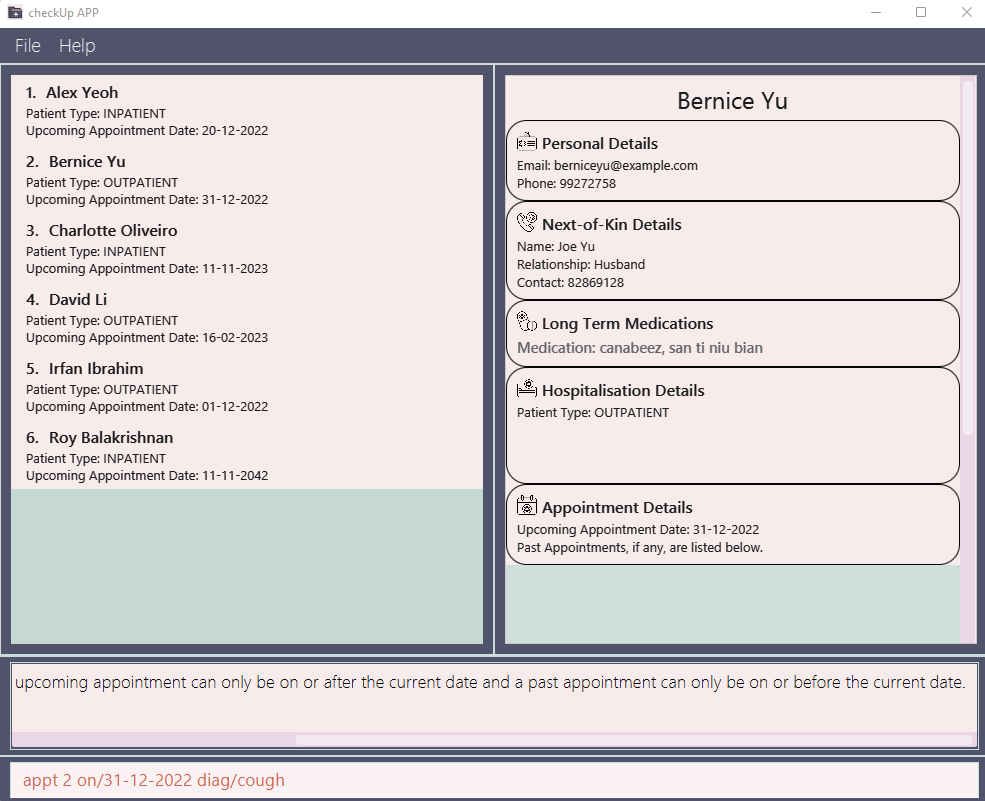 checkUp APP
File Help
1. Alex Yeoh
Patient Type: INPATIENT
Upcoming Appointment Date: 20-12-2022
2. Bernice Yu
Patient Type: OUTPATIENT
Upcoming Appointment Date: 31-12-2022
3. Charlotte Oliveiro
Patient Type: INPATIENT
Upcoming Appointment Date: 11-11-2023
4. David Li
Patient Type: OUTPATIENT
Upcoming Appointment Date: 16-02-2023
5. Irfan Ibrahim
Patient Type: OUTPATIENT
Upcoming Appointment Date: 01-12-2022
6. Roy Balakrishnan
Patient Type: INPATIENT
Upcoming Appointment Date: 11-11-2042
Bernice Yu
Personal Details
Email: berniceyu@example.com
Phone: 99272758
Next-of-Kin Details
Name: Joe Yu
Relationship: Husband
Contact: 82869128
Long Term Medications
Medication: canabeez, san ti niu bian
Hospitalisation Details
Patient Type: OUTPATIENT
Appointment Details
Upcoming Appointment Date: 31-12-2022
Past Appointments, if any, are listed below.
upcoming appointment can only be on or after the current date and a past appointment can only be on or before the current date.
appt 2 on/31-12-2022 diag/cough